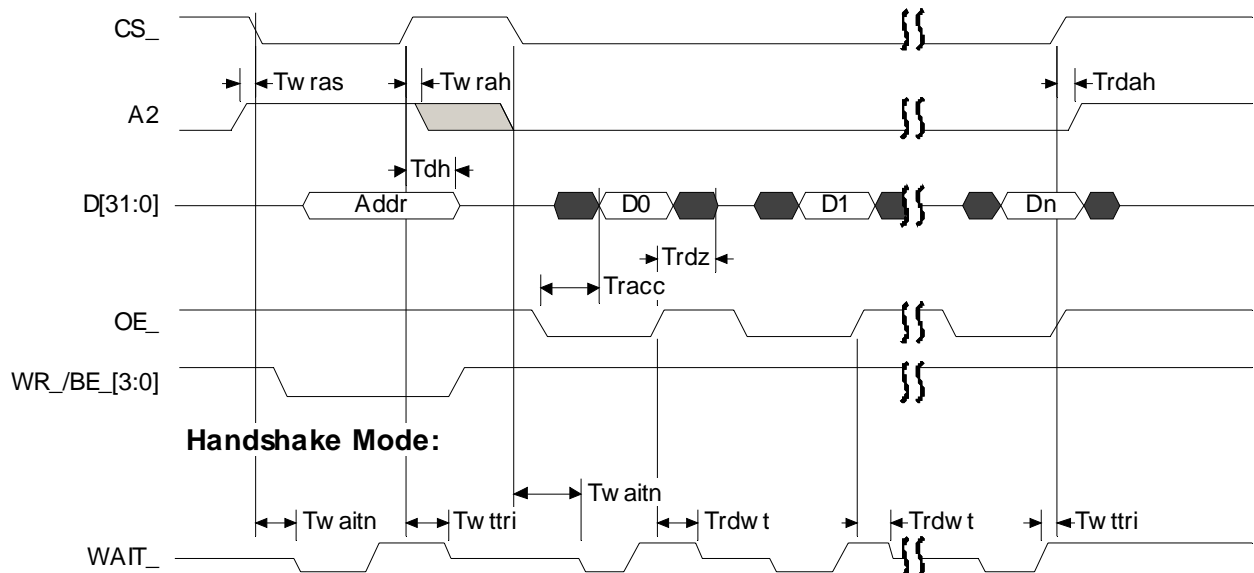 CS_
Tw ras
Tw rah
Trdah
A2
Tdh
D[31:0]
Addr
D0
D1
Dn
Trdz
Tracc
OE_
WR_/BE_[3:0]
Handshake Mode:
Tw aitn
Tw aitn
Tw ttri
Trdw t
Trdw t
Tw ttri
WAIT_